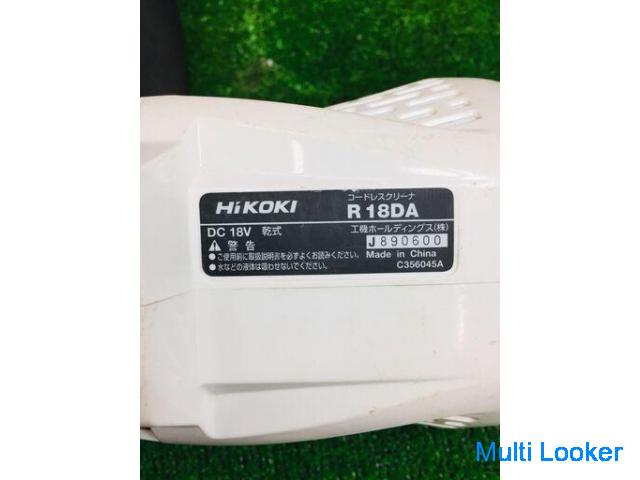 HiKOKI
コードレスクリーナ
R 18DA
DC 18V 乾式
工機ホールディングス(株)
⚠ 警告
J890600
● ご使用前に取扱説明書を必ずよくお読みください。
Made in China
● 水などの液体は吸わせないでください。
C356045A
Multi Looker